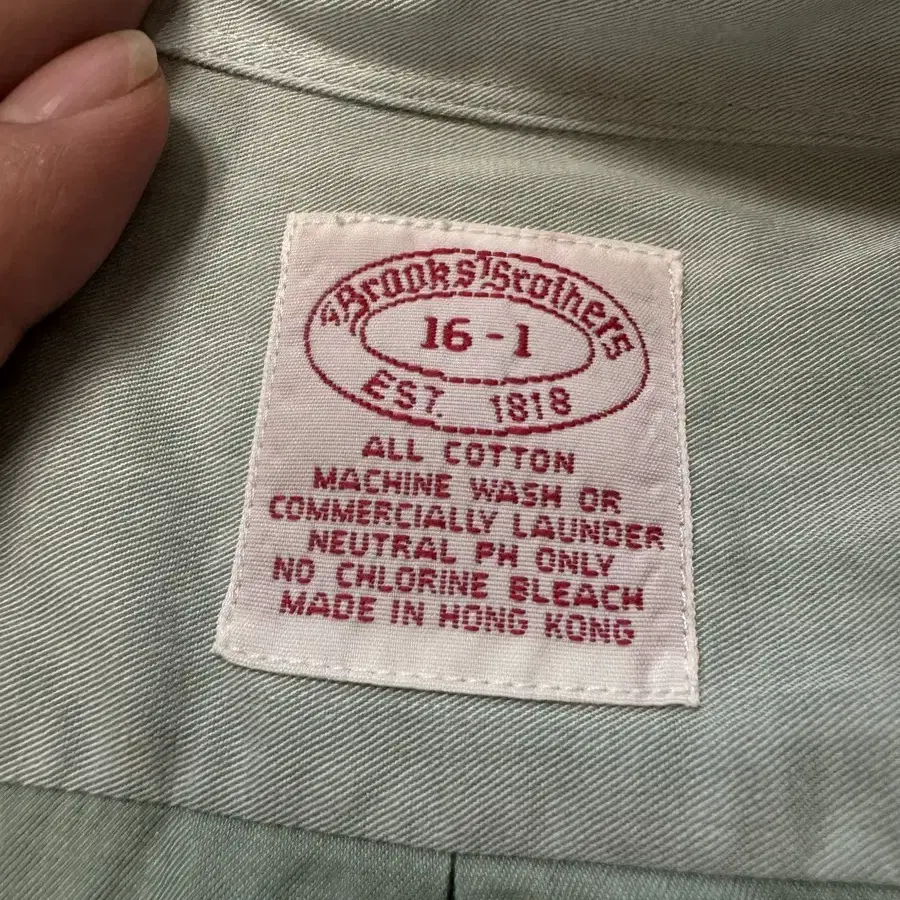 Brooks Brothers
16-1
EST. 1818
ALL COTTON
MACHINE WASH OR
COMMERCIALLY LAUNDER
NEUTRAL PH ONLY
NO CHLORINE BLEACH
MADE IN HONG KONG